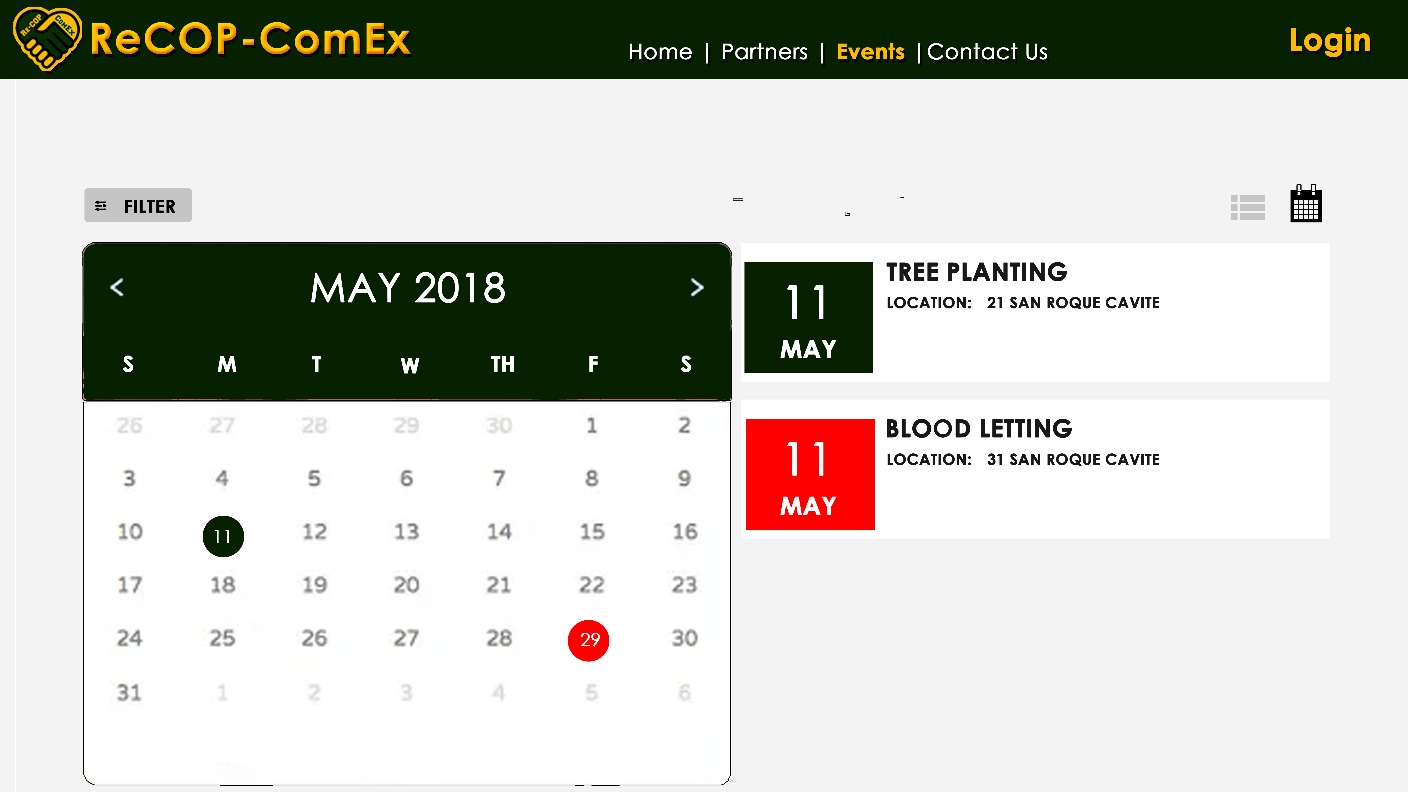 Re-COP ComEx
ReCOP-ComEx
Home | Partners | Events |Contact Us
Login
FILTER
< MAY 2018 >
S M T W TH F S
26 27 28 29 30 1 2
3 4 5 6 7 8 9
10 11 12 13 14 15 16
17 18 19 20 21 22 23
24 25 26 27 28 29 30
31 1 2 3 4 5 6
11
MAY
TREE PLANTING
LOCATION: 21 SAN ROQUE CAVITE
11
MAY
BLOOD LETTING
LOCATION: 31 SAN ROQUE CAVITE